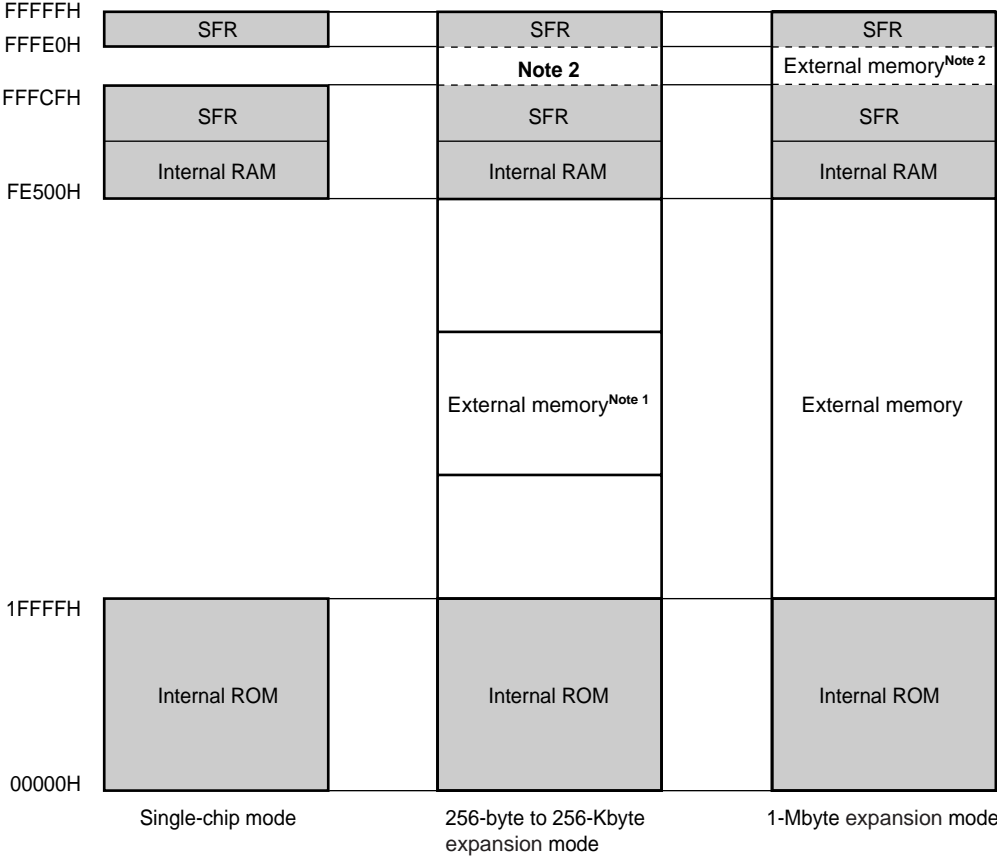 FFFFFH
SFR SFR SFR
FFFE0H
Note 2 External memoryNote 2
FFFCFH
SFR SFR SFR
Internal RAM Internal RAM Internal RAM
FE500H
External memoryNote 1 External memory
1FFFFH
Internal ROM Internal ROM Internal ROM
00000H
Single-chip mode 256-byte to 256-Kbyte 1-Mbyte expansion mode
expansion mode